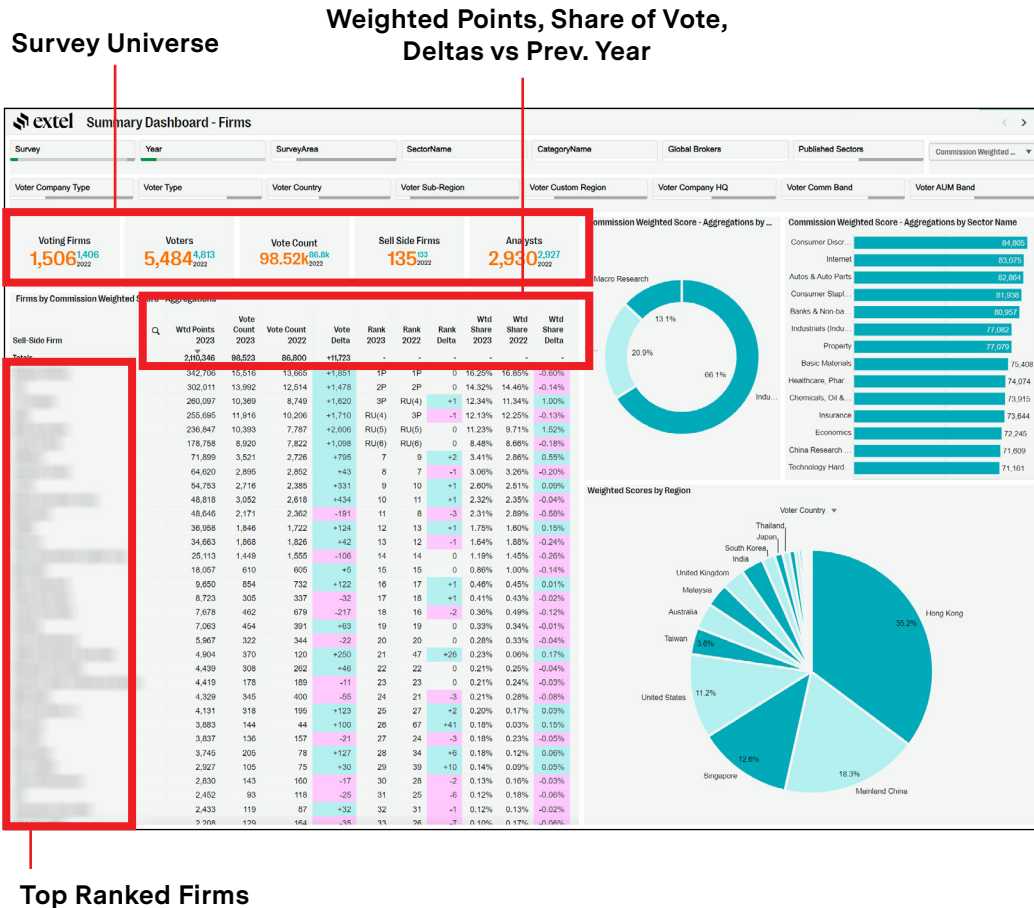 Weighted Points, Share of Vote,
Deltas vs Prev. Year
Survey Universe
extel Summary Dashboard - Firms
Survey Year SurveyArea SectorName CategoryName Global Brokers Published Sectors Commission Weighted ...
Voter Company Type Voter Type Voter Country Voter Sub-Region Voter Custom Region Voter Company HQ Voter Comm Band Voter AUM Band
Voting Firms Voters Vote Count Sell Side Firms Analysts
1,506 1,406 2022 5,484 4,813 2022 98.52k 86.8k 2022 135 133 2022 2,930 2,927 2022
Commission Weighted Score - Aggregations by ...
Macro Research
13.1%
20.9%
66.1%
Indu...
Commission Weighted Score - Aggregations by Sector Name
Consumer Discr... 84,605
Internet 83,075
Autos & Auto Parts 82,864
Consumer Stapl... 81,938
Banks & Non-ba... 80,957
Industrials (Indu... 77,082
Property 77,079
Basic Materials 75,408
Healthcare, Phar... 74,074
Chemicals, Oil &... 73,915
Insurance 73,644
Economics 72,245
China Research ... 71,609
Technology Hard... 71,161
Firms by Commission Weighted Score - Aggregations
Sell-Side Firm Wtd Points 2023 Vote Count 2023 Vote Count 2022 Vote Delta Rank 2023 Rank 2022 Rank Delta Wtd Share 2023 Wtd Share 2022 Wtd Share Delta
Totals 2,110,346 98,523 86,800 +11,723 - - - - - -
342,706 15,516 13,665 +1,851 1P 1P 0 16.25% 16.85% -0.60%
302,011 13,992 12,514 +1,478 2P 2P 0 14.32% 14.46% -0.14%
260,097 10,369 8,749 +1,620 3P RU(4) +1 12.34% 11.34% 1.00%
255,695 11,916 10,206 +1,710 RU(4) 3P -1 12.13% 12.25% -0.13%
236,847 10,393 7,787 +2,606 RU(5) RU(5) 0 11.23% 9.71% 1.52%
178,758 8,920 7,822 +1,098 RU(6) RU(6) 0 8.48% 8.66% -0.18%
71,899 3,521 2,726 +795 7 9 +2 3.41% 2.86% 0.55%
64,620 2,895 2,852 +43 8 7 -1 3.06% 3.26% -0.20%
54,753 2,716 2,385 +331 9 10 +1 2.60% 2.51% 0.09%
48,818 3,052 2,618 +434 10 11 +1 2.32% 2.35% -0.04%
48,646 2,171 2,362 -191 11 8 -3 2.31% 2.89% -0.58%
36,958 1,846 1,722 +124 12 13 +1 1.75% 1.60% 0.15%
34,663 1,868 1,826 +42 13 12 -1 1.64% 1.88% -0.24%
25,113 1,449 1,555 -106 14 14 0 1.19% 1.45% -0.26%
18,057 610 605 +5 15 15 0 0.86% 1.00% -0.14%
9,650 854 732 +122 16 17 +1 0.46% 0.45% 0.01%
8,723 305 337 -32 17 18 +1 0.41% 0.43% -0.02%
7,678 462 679 -217 18 16 -2 0.36% 0.49% -0.12%
7,063 454 391 +63 19 19 0 0.33% 0.34% -0.01%
5,967 322 344 -22 20 20 0 0.28% 0.33% -0.04%
4,904 370 120 +250 21 47 +26 0.23% 0.06% 0.17%
4,439 308 262 +46 22 22 0 0.21% 0.25% -0.04%
4,419 178 189 -11 23 23 0 0.21% 0.24% -0.03%
4,329 345 400 -55 24 21 -3 0.21% 0.28% -0.08%
4,131 318 195 +123 25 27 +2 0.20% 0.17% 0.03%
3,883 144 44 +100 26 67 +41 0.18% 0.03% 0.15%
3,837 136 157 -21 27 24 -3 0.18% 0.23% -0.05%
3,745 205 78 +127 28 34 +6 0.18% 0.12% 0.06%
2,927 105 75 +30 29 39 +10 0.14% 0.09% 0.05%
2,830 143 160 -17 30 28 -2 0.13% 0.16% -0.03%
2,452 93 118 -25 31 25 -6 0.12% 0.18% -0.06%
2,433 119 87 +32 32 31 -1 0.12% 0.13% -0.02%
2,208 129 164 -35 33 26 -7 0.10% 0.17% -0.06%
Weighted Scores by Region
Voter Country
Thailand
Japan
South Korea
India
United Kingdom
Malaysia
Australia
Taiwan 3.6%
United States 11.2%
Singapore 12.6%
Mainland China 18.3%
Hong Kong 35.2%
Top Ranked Firms